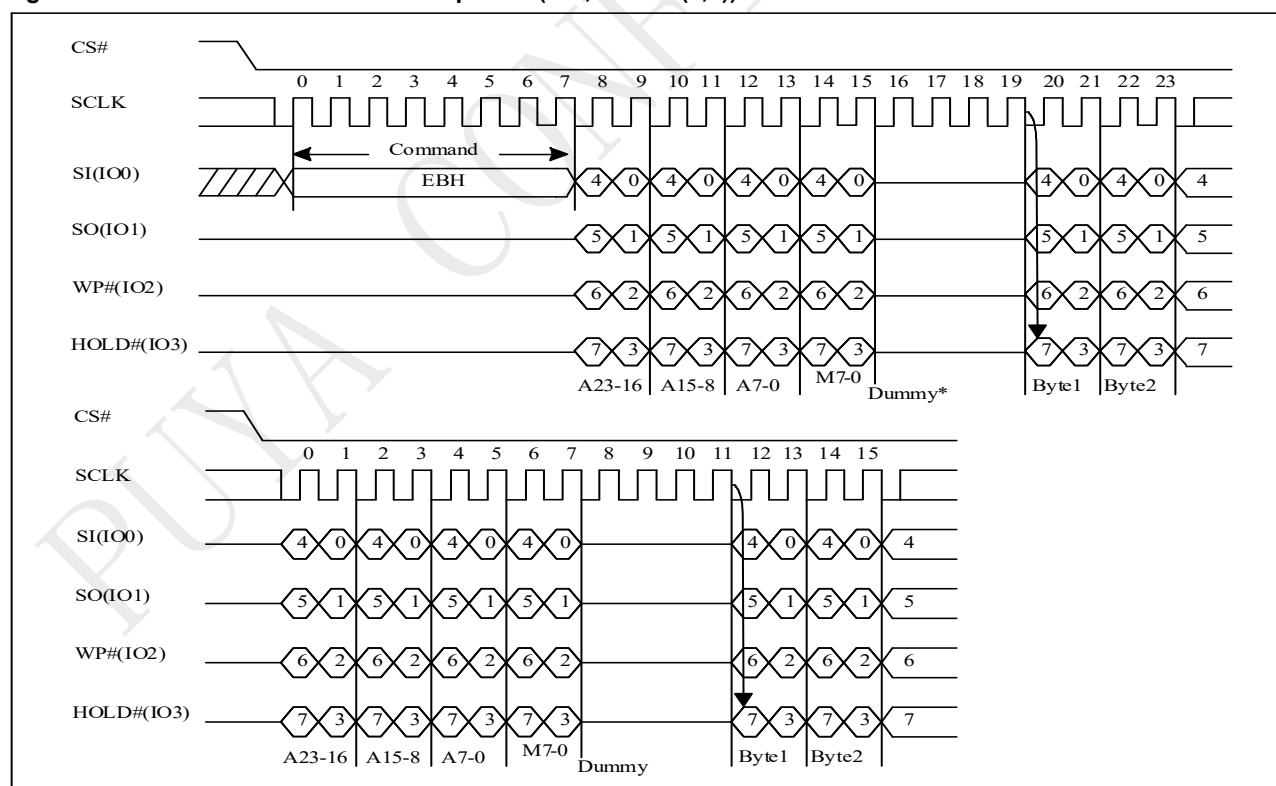 CS#
0 1 2 3 4 5 6 7 8 9 10 11 12 13 14 15 16 17 18 19 20 21 22 23
SCLK
Command
SI(IO0) EBH 4 0 4 0 4 0 4 0 4 0 4 0 4
SO(IO1) 5 1 5 1 5 1 5 1 5 1 5 1 5
WP#(IO2) 6 2 6 2 6 2 6 2 6 2 6 2 6
HOLD#(IO3) 7 3 7 3 7 3 7 3 7 3 7 3 7
A23-16 A15-8 A7-0 M7-0 Dummy* Byte1 Byte2
CS#
0 1 2 3 4 5 6 7 8 9 10 11 12 13 14 15
SCLK
SI(IO0) 4 0 4 0 4 0 4 0 4 0 4 0 4
SO(IO1) 5 1 5 1 5 1 5 1 5 1 5 1 5
WP#(IO2) 6 2 6 2 6 2 6 2 6 2 6 2 6
HOLD#(IO3) 7 3 7 3 7 3 7 3 7 3 7 3 7
A23-16 A15-8 A7-0 M7-0 Dummy Byte1 Byte2
PUYA